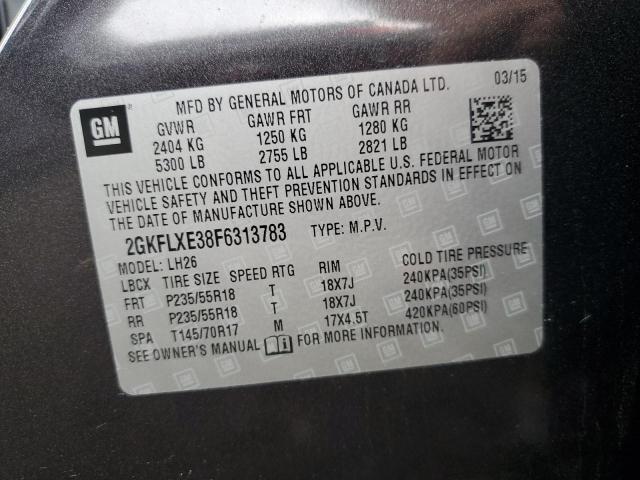 MFD BY GENERAL MOTORS OF CANADA LTD. 03/15
GM
GVWR GAWR FRT GAWR RR
2404 KG 1250 KG 1280 KG
5300 LB 2755 LB 2821 LB
THIS VEHICLE CONFORMS TO ALL APPLICABLE U.S. FEDERAL MOTOR
VEHICLE SAFETY AND THEFT PREVENTION STANDARDS IN EFFECT ON
THE DATE OF MANUFACTURE SHOWN ABOVE.
2GKFLXE38F6313783 TYPE: M.P.V.
MODEL: LH26
LBCX TIRE SIZE SPEED RTG RIM COLD TIRE PRESSURE
FRT P235/55R18 T 18X7J 240KPA(35PSI)
RR P235/55R18 T 18X7J 240KPA(35PSI)
SPA T145/70R17 M 17X4.5T 420KPA(60PSI)
SEE OWNER'S MANUAL FOR MORE INFORMATION.